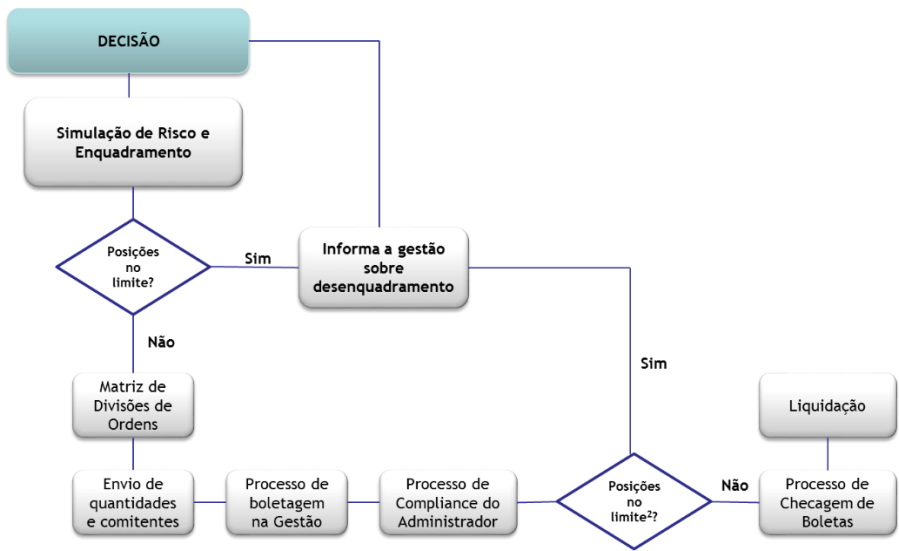 DECISÃO
Simulação de Risco e
Enquadramento
Posições
no
limite?
Sim
Informa a gestão
sobre
desenquadramento
Não
Sim
Matriz de
Divisões de
Ordens
Liquidação
Envio de
quantidades
e comitentes
Processo de
boletagem
na Gestão
Processo de
Compliance do
Administrador
Posições
no
limite²?
Não
Processo de
Checagem de
Boletas